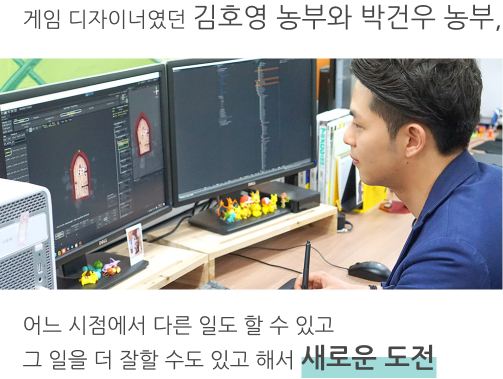 게임 디자이너였던 김호영 농부와 박건우 농부,
DELL
어느 시점에서 다른 일도 할 수 있고
그 일을 더 잘할 수도 있고 해서 새로운 도전